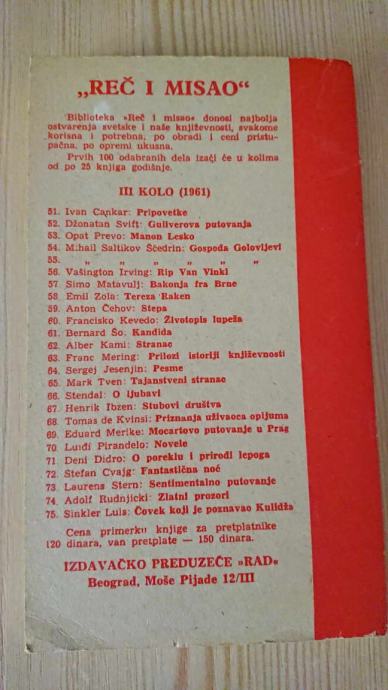 „REČ I MISAO“
Biblioteka »Reč i misao« donosi najbolja
ostvarenja svetske i naše književnosti, svakome
korisna i potrebna, po obradi i ceni pristu-
pačna, po opremi ukusna.
Prvih 100 odabranih dela izaći će u kolima
od po 25 knjiga godišnje.
III KOLO (1961)
51. Ivan Cankar: Pripovetke
52. Džonatan Svift: Guliverova putovanja
53. Opat Prevo: Manon Lesko
54. Mihail Saltikov Ščedrin: Gospoda Golovljevi
55. „ „ „ „ „ „
56. Vašington Irving: Rip Van Vinkl
57. Simo Matavulj: Bakonja fra Brne
58. Emil Zola: Tereza Raken
59. Anton Čehov: Stepa
60. Francisko Kevedo: Životopis lupeža
61. Bernard Šo: Kandida
62. Alber Kami: Stranac
63. Franc Mering: Prilozi istoriji književnosti
64. Sergej Jesenjin: Pesme
65. Mark Tven: Tajanstveni stranac
66. Stendal: O ljubavi
67. Henrik Ibzen: Stubovi društva
68. Tomas de Kvinsi: Priznanja uživaoca opijuma
69. Eduard Merike: Mocartovo putovanje u Prag
70. Luiđi Pirandelo: Novele
71. Deni Didro: O poreklu i prirodi lepoga
72. Stefan Cvajg: Fantastična noć
73. Laurens Stern: Sentimentalno putovanje
74. Adolf Rudnjicki: Zlatni prozori
75. Sinkler Luis: Čovek koji je poznavao Kulidža
Cena primerku knjige za pretplatnike
120 dinara, van pretplate — 150 dinara.
IZDAVAČKO PREDUZEĆE »RAD«
Beograd, Moše Pijade 12/III